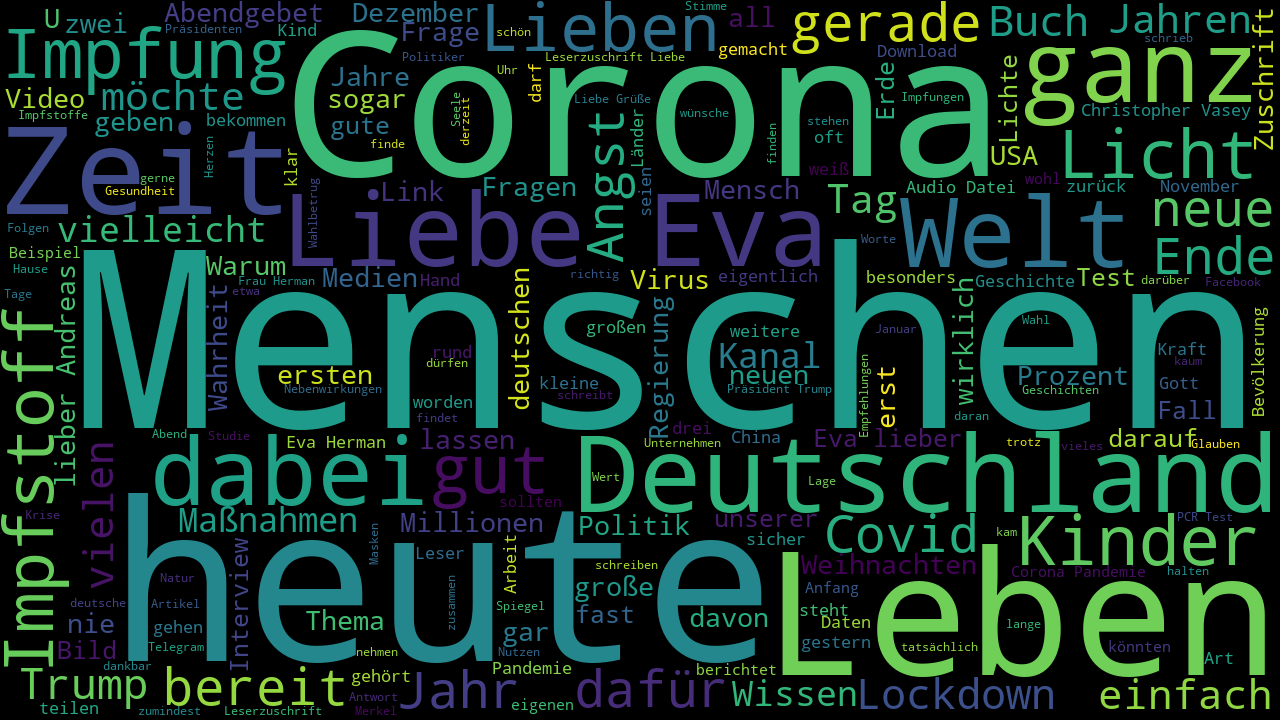 U
zwei
Abendgebet
Präsidenten
Kind
Dezember
Frage
Politiker
Lieben
Stimme
all
gemacht
gerade
Buch
Jahren
schrieb
Impfung
Corona
Leserzuschrift Liebe
Download
ganz
Zuschrift
Video
Impfstoffe
möchte
Jahre
sogar
gute
finde
Uhr
Seele
derzeit
darf
Liebe Grüße
wünsche
Impfungen
Erde
Lichte
Christopher Vasey
geben
bekommen
Zeit
Herzen
klar
Angst
Länder
finden
stehen
oft
weiß
USA
Licht
gerne
Gesundheit
Link
Fragen
seien
Mensch
Tag
Audio Datei
wohl
zurück
November
Folgen
vielleicht
Wahlbetrug
Liebe
Eva
Worte
Welt
neue
Ende
Beispiel
Hause
Tage
Andreas
Warum
Frau Herman
etwa
Medien
Hand
richtig
Virus
eigentlich
besonders
Geschichte
Test
darüber
Facebook
Wahrheit
Menschen
deutschen
großen
Regierung
weitere
Januar
wirklich
Wahl
Bevölkerung
Impfstoff
lieber
ersten
rund
dürfen
Nebenwirkungen
kleine
schreibt
Kanal
neuen
Präsident Trump
Empfehlungen
erst
Prozent
Geschichten
Kraft
kaum
Gott
Fall
worden
findet
daran
Abend
Studie
Eva Herman
lassen
drei
Unternehmen
China
Eva lieber
trotz
vieles
darauf
Glauben
vielen
dabei
gut
sollten
Deutschland
Wert
Lage
Krise
Maßnahmen
Millionen
Politik
unserer
sicher
Covid
kam
Kinder
PCR Test
Interview
heute
Masken
Leser
Arbeit
schreiben
Weihnachten
Corona Pandemie
halten
Natur
deutsche
Artikel
zusammen
Spiegel
große
Anfang
Leben
nie
gehen
Thema
gar
fast
davon
steht
Daten
lange
Bild
Telegram
nehmen
Nutzen
gestern
tatsächlich
könnten
Art
dankbar
Pandemie
berichtet
Trump
bereit
gehört
Antwort
Jahr
dafür
Wissen
Lockdown
einfach
teilen
zumindest
Leserzuschrift
Merkel
eigenen